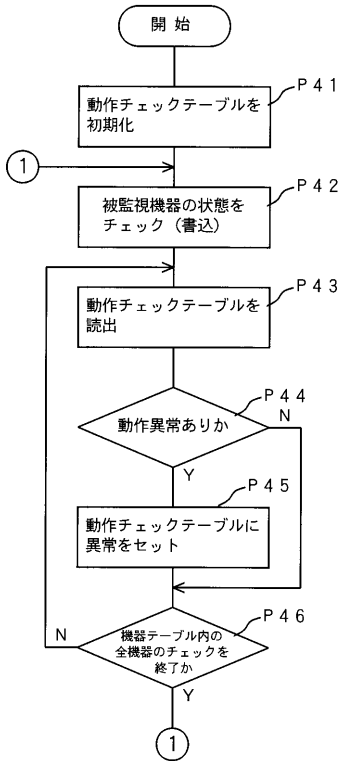 開 始
P41
動作チェックテーブルを
初期化
1
P42
被監視機器の状態を
チェック（書込）
P43
動作チェックテーブルを
読出
P44
動作異常ありか
N
Y
P45
動作チェックテーブルに
異常をセット
P46
N
機器テーブル内の
全機器のチェックを
終了か
Y
1